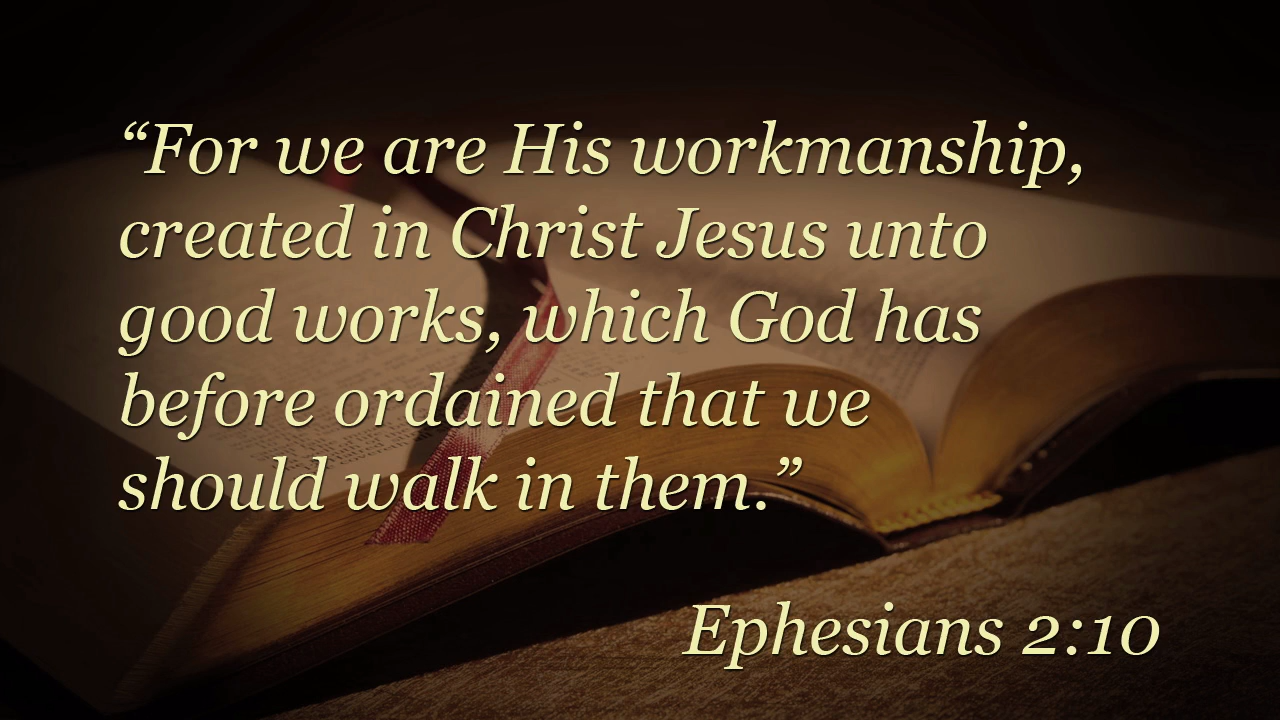 “For we are His workmanship,
created in Christ Jesus unto
good works, which God has
before ordained that we
should walk in them.”
Ephesians 2:10